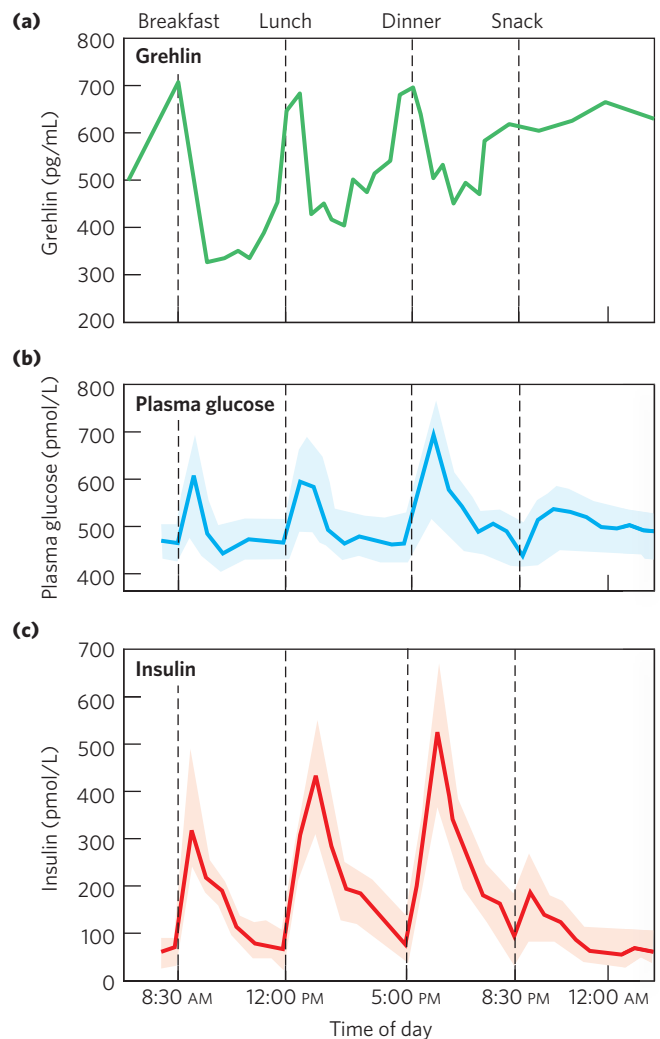 Breakfast Lunch Dinner Snack
(a)
800
Grehlin
700
600
500
400
300
200
Grehlin (pg/mL)
(b)
800
Plasma glucose
700
600
500
400
Plasma glucose (pmol/L)
(c)
700
Insulin
600
500
400
300
200
100
0
Insulin (pmol/L)
8:30 AM 12:00 PM 5:00 PM 8:30 PM 12:00 AM
Time of day